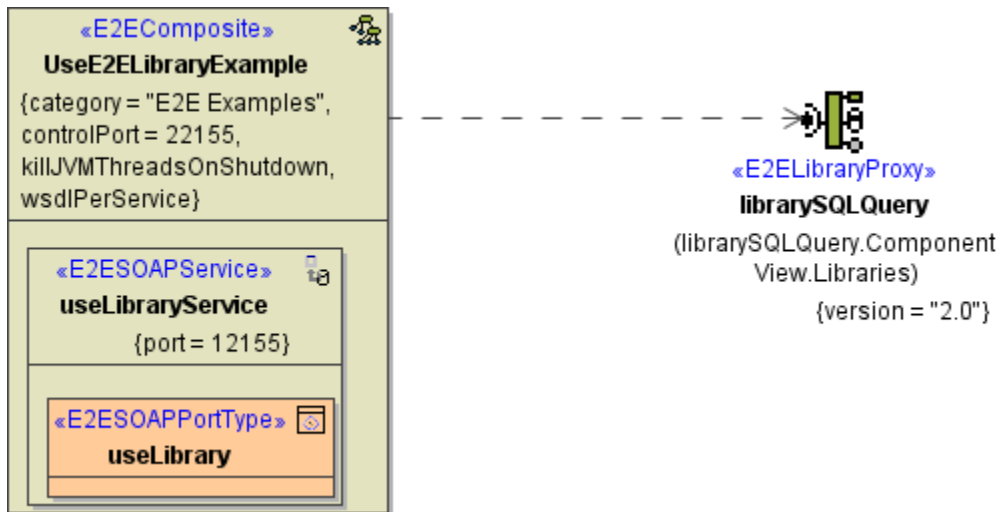 «E2EComposite»
UseE2ELibraryExample
{category = "E2E Examples",
controlPort = 22155,
killJVMThreadsOnShutdown,
wsdlPerService}
«E2ESOAPService»
useLibraryService
{port = 12155}
«E2ESOAPPortType»
useLibrary
«E2ELibraryProxy»
librarySQLQuery
(librarySQLQuery.Component
View.Libraries)
{version = "2.0"}